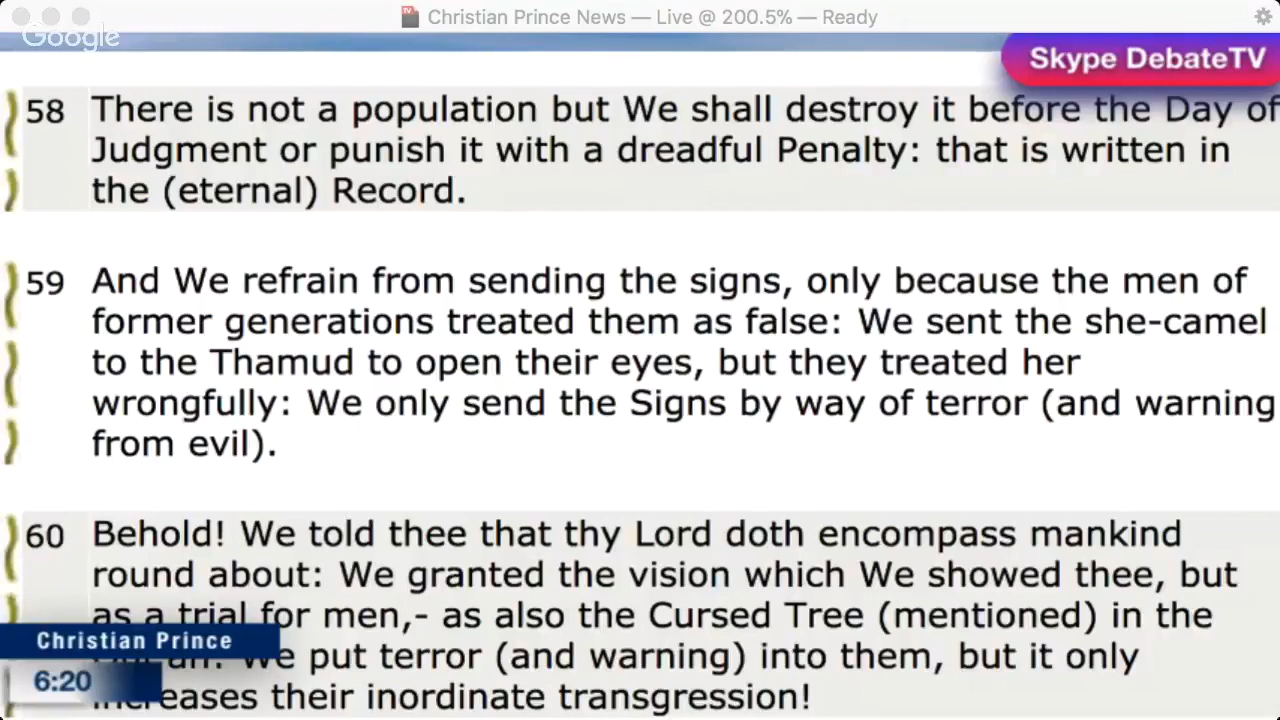 Christian Prince News — Live @ 200.5% — Ready
Google
Skype DebateTV
58 There is not a population but We shall destroy it before the Day of
Judgment or punish it with a dreadful Penalty: that is written in
the (eternal) Record.
59 And We refrain from sending the signs, only because the men of
former generations treated them as false: We sent the she-camel
to the Thamud to open their eyes, but they treated her
wrongfully: We only send the Signs by way of terror (and warning
from evil).
60 Behold! We told thee that thy Lord doth encompass mankind
round about: We granted the vision which We showed thee, but
as a trial for men,- as also the Cursed Tree (mentioned) in the
We put terror (and warning) into them, but it only
their inordinate transgression!
Christian Prince
6:20